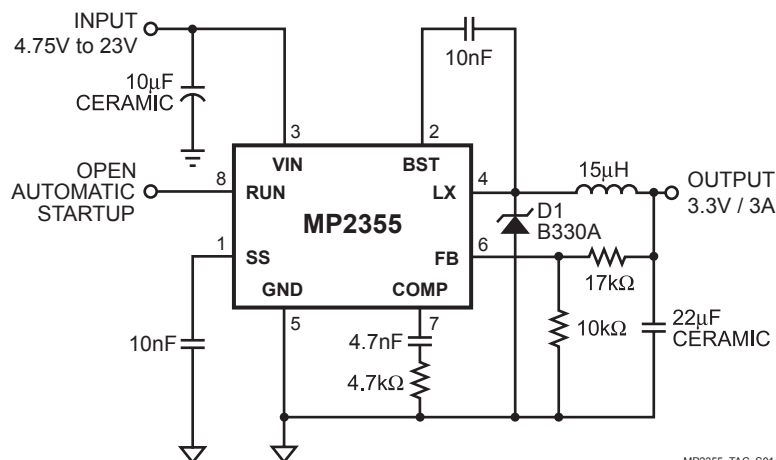 INPUT
4.75V to 23V
10µF
CERAMIC
10nF
3
2
VIN
BST
OPEN
AUTOMATIC
STARTUP
8
RUN
LX
4
15µH
OUTPUT
3.3V / 3A
MP2355
D1
B330A
1
SS
FB
6
17kΩ
GND
COMP
5
7
10nF
4.7nF
4.7kΩ
10kΩ
22µF
CERAMIC
MP2355_TAC_S01